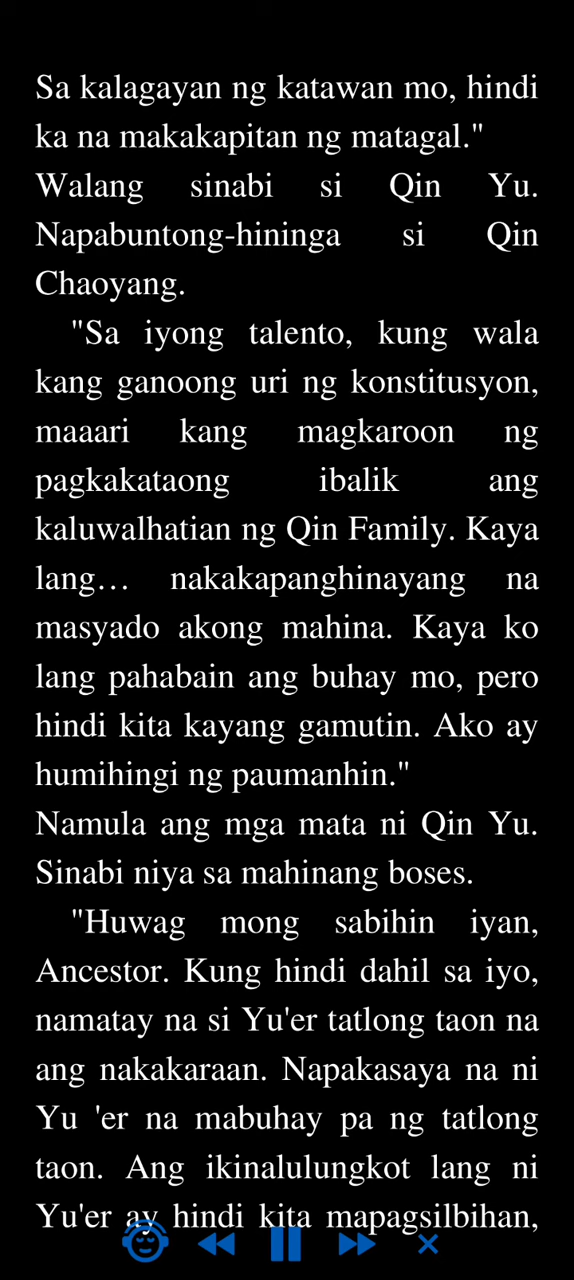 Sa kalagayan ng katawan mo, hindi
ka na makakapitan ng matagal."
Walang sinabi si Qin Yu.
Napabuntong-hininga si Qin
Chaoyang.
"Sa iyong talento, kung wala
kang ganoong uri ng konstitusyon,
maaari kang magkaroon ng
pagkakataong ibalik ang
kaluwalhatian ng Qin Family. Kaya
lang… nakakapanghinayang na
masyado akong mahina. Kaya ko
lang pahabain ang buhay mo, pero
hindi kita kayang gamutin. Ako ay
humihingi ng paumanhin."
Namula ang mga mata ni Qin Yu.
Sinabi niya sa mahinang boses.
"Huwag mong sabihin iyan,
Ancestor. Kung hindi dahil sa iyo,
namatay na si Yu'er tatlong taon na
ang nakakaraan. Napakasaya na ni
Yu 'er na mabuhay pa ng tatlong
taon. Ang ikinalulungkot lang ni
Yu'er ay hindi kita mapagsilbihan,